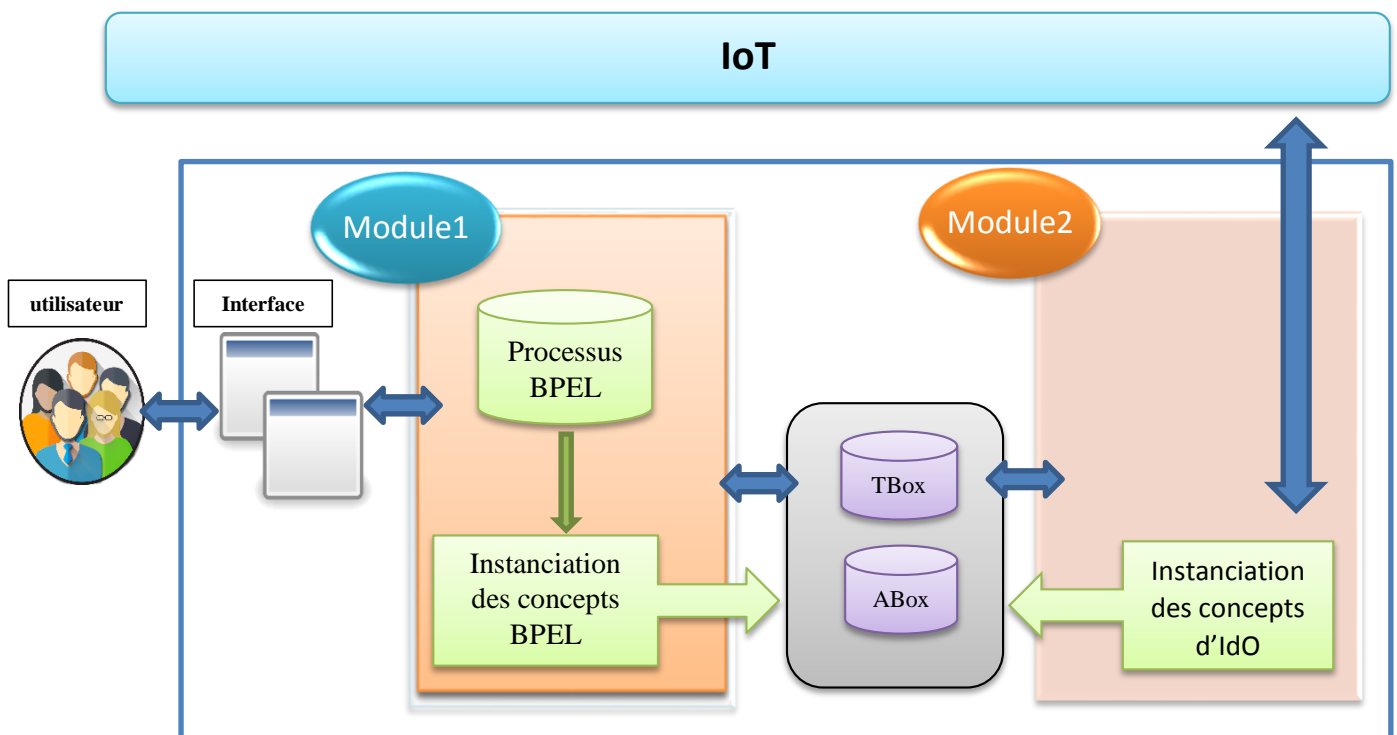 IoT
Module1
Module2
utilisateur
Interface
Processus
BPEL
TBox
ABox
Instanciation
des concepts
BPEL
Instanciation
des concepts
d’IdO